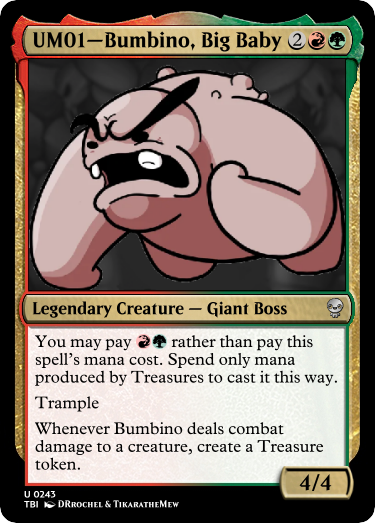 UM01—Bumbino, Big Baby 2
Legendary Creature — Giant Boss
You may pay rather than pay this
spell's mana cost. Spend only mana
produced by Treasures to cast it this way.
Trample
Whenever Bumbino deals combat
damage to a creature, create a Treasure
token.
4/4
U 0243
TBI DRrochel & TikaratheMew